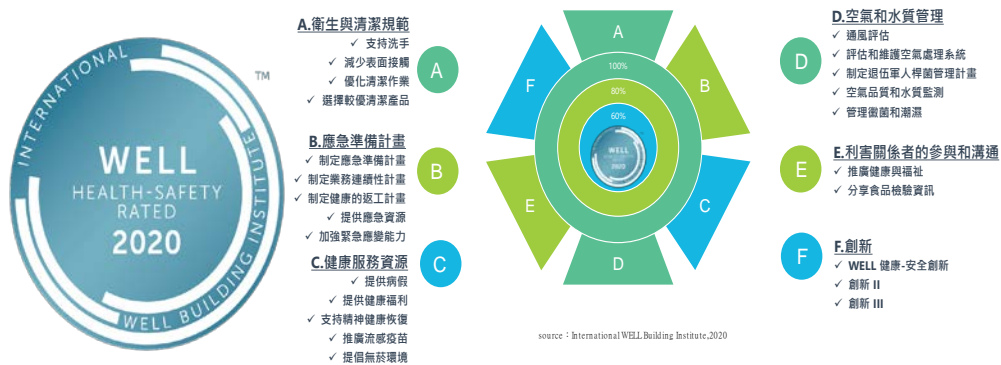 INTERNATIONAL
WELL BUILDING INSTITUTE
TM
WELL
HEALTH-SAFETY
RATED
2020
A.衛生與清潔規範
✓ 支持洗手
✓ 減少表面接觸
✓ 優化清潔作業
✓ 選擇較優清潔產品
A
B.應急準備計畫
✓ 制定應急準備計畫
✓ 制定業務連續性計畫
✓ 制定健康的返工計畫
✓ 提供應急資源
✓ 加強緊急應變能力
B
C.健康服務資源
✓ 提供病假
✓ 提供健康福利
✓ 支持精神健康恢復
✓ 推廣流感疫苗
✓ 提倡無菸環境
C
A
F
B
100%
80%
60%
WELL
E
C
D
source：International WELL Building Institute,2020
D.空氣和水質管理
✓ 通風評估
✓ 評估和維護空氣處理系統
✓ 制定退伍軍人桿菌管理計畫
✓ 空氣品質和水質監測
✓ 管理黴菌和潮濕
D
E.利害關係者的參與和溝通
✓ 推廣健康與福祉
✓ 分享食品檢驗資訊
E
F.創新
✓ WELL 健康-安全創新
✓ 創新 II
✓ 創新 III
F